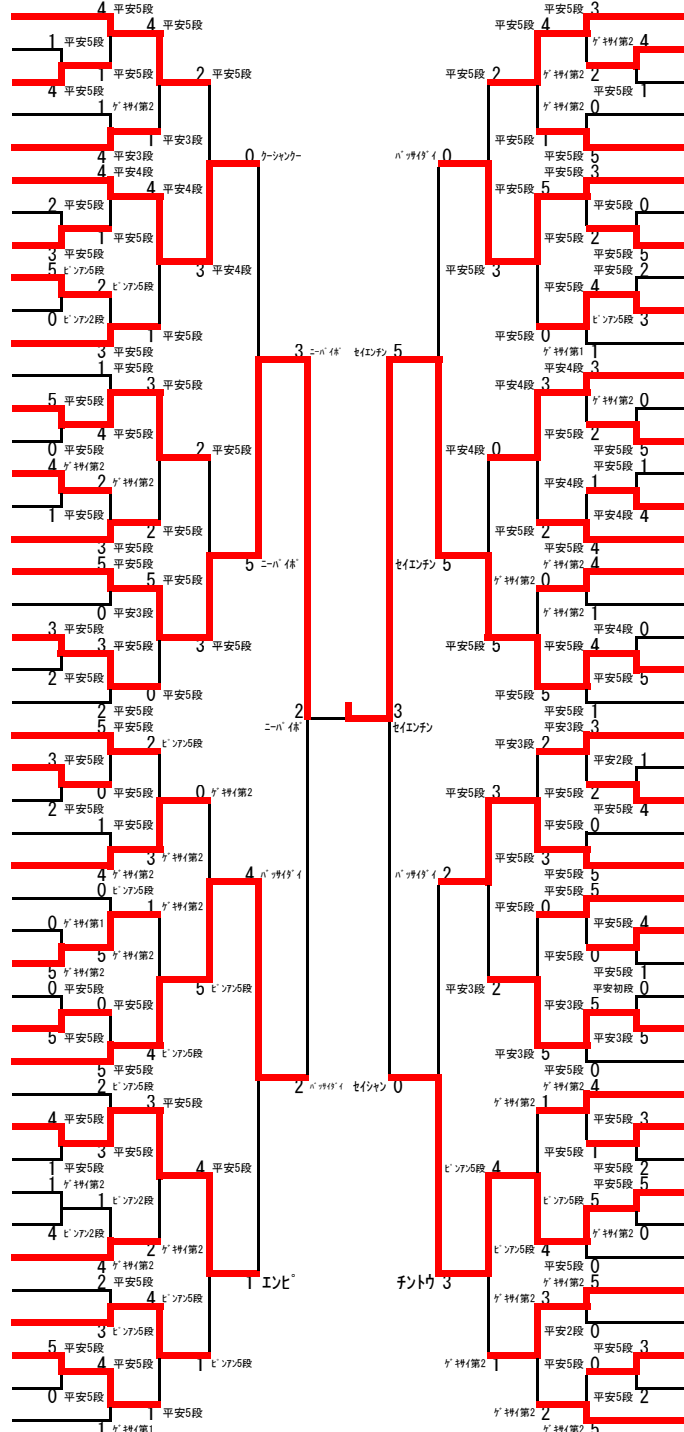 4 平安5段 平安5段 3
4 平安5段 平安5段 4
1 平安5段 ｹﾞｷｻｲ第2 4
1 平安5段 2 平安5段 平安5段 2 ｹﾞｷｻｲ第2 2
4 平安5段 平安5段 1
1 ｹﾞｷｻｲ第2 ｹﾞｷｻｲ第2 0
1 平安3段 平安5段 1
4 平安3段 0 ｸｰｼｬﾝｸｰ ﾊﾞｯｻｲﾀﾞｲ 0 平安5段 5
4 平安4段 平安5段 3
4 平安4段 平安5段 5
2 平安5段 平安5段 0
1 平安5段 平安5段 2
3 平安5段 平安5段 5
5 ﾋﾟﾝｱﾝ5段 3 平安4段 平安5段 3 平安5段 2
2 ﾋﾟﾝｱﾝ5段 平安5段 4
0 ﾋﾟﾝｱﾝ2段 ﾋﾟﾝｱﾝ5段 3
1 平安5段 平安5段 0
3 平安5段 3 ﾆｰﾊﾟｲﾎﾟ ｾｲｴﾝﾁﾝ 5 ｹﾞｷｻｲ第1 1
1 平安5段 平安4段 3
3 平安5段 平安4段 3
5 平安5段 ｹﾞｷｻｲ第2 0
4 平安5段 平安5段 2
0 平安5段 2 平安5段 平安4段 0 平安5段 5
4 ｹﾞｷｻｲ第2 平安5段 1
2 ｹﾞｷｻｲ第2 平安4段 1
1 平安5段 平安4段 4
2 平安5段 平安5段 2
3 平安5段 平安5段 4
5 平安5段 5 ﾆｰﾊﾟｲﾎﾟ セイエンチン 5 ｹﾞｷｻｲ第2 4
5 平安5段 ｹﾞｷｻｲ第2 0
0 平安3段 ｹﾞｷｻｲ第2 1
3 平安5段 平安4段 0
3 平安5段 3 平安5段 平安5段 5 平安5段 4
2 平安5段 平安5段 5
0 平安5段 平安5段 5
2 平安5段 2 3 平安5段 1
5 平安5段 ﾆｰﾊﾟｲﾎﾟ セイエンチン 平安3段 3
2 ﾋﾟﾝｱﾝ5段 平安3段 2
3 平安5段 平安2段 1
0 平安5段 0 ｹﾞｷｻｲ第2 平安5段 3 平安5段 2
2 平安5段 平安5段 4
1 平安5段 平安5段 0
3 ｹﾞｷｻｲ第2 平安5段 3
4 ｹﾞｷｻｲ第2 4 ﾊﾞｯｻｲﾀﾞｲ ﾊﾞｯｻｲﾀﾞｲ 2 平安5段 5
0 ﾋﾟﾝｱﾝ5段 平安5段 5
1 ｹﾞｷｻｲ第2 平安5段 0
0 ｹﾞｷｻｲ第1 平安5段 4
5 ｹﾞｷｻｲ第2 平安5段 0
5 ｹﾞｷｻｲ第2 平安5段 1
0 平安5段 5 ﾋﾟﾝｱﾝ5段 平安3段 2 平安初段 0
0 平安5段 平安3段 5
5 平安5段 平安3段 5
4 ﾋﾟﾝｱﾝ5段 平安3段 5
5 平安5段 平安5段 0
2 ﾋﾟﾝｱﾝ5段 2 ﾊﾞｯｻｲﾀﾞｲ セイシャン 0 ｹﾞｷｻｲ第2 4
3 平安5段 ｹﾞｷｻｲ第2 1
4 平安5段 平安5段 3
3 平安5段 平安5段 1
1 平安5段 4 平安5段 ﾋﾟﾝｱﾝ5段 4 平安5段 2
1 ｹﾞｷｻｲ第2 平安5段 5
1 ﾋﾟﾝｱﾝ2段 ﾋﾟﾝｱﾝ5段 5
4 ﾋﾟﾝｱﾝ2段 ｹﾞｷｻｲ第2 0
2 ｹﾞｷｻｲ第2 ﾋﾟﾝｱﾝ5段 4
4 ｹﾞｷｻｲ第2 平安5段 0
2 平安5段 1 エンピ チントウ 3 ｹﾞｷｻｲ第2 5
4 平安5段 ｹﾞｷｻｲ第2 3
3 ﾋﾟﾝｱﾝ5段 平安2段 0
5 平安5段 平安5段 3
4 平安5段 1 ﾋﾟﾝｱﾝ5段 ｹﾞｷｻｲ第2 1 平安5段 0
0 平安5段 平安5段 2
1 平安5段 ｹﾞｷｻｲ第2 2
1 ｹﾞｷｻｲ第1 ｹﾞｷｻｲ第2 5